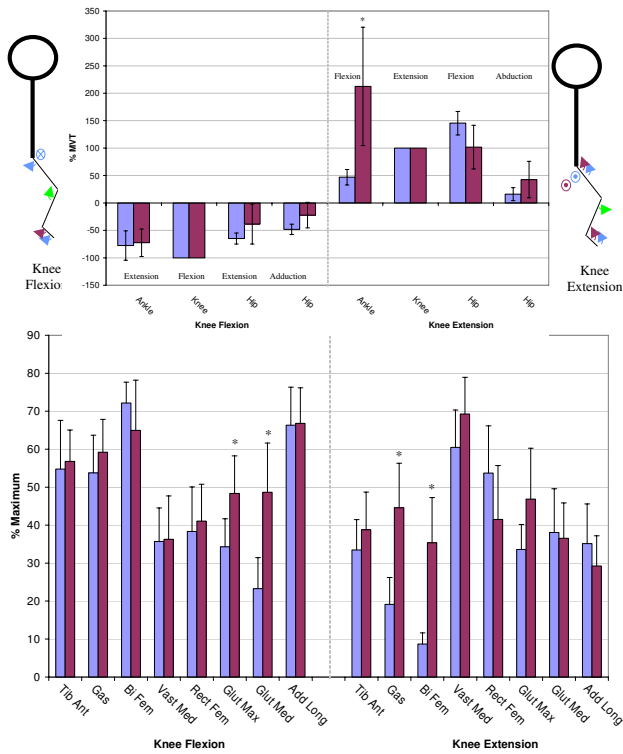 350
300
250
200
150
100
50
0
-50
-100
-150
% MVT
*
Flexion Extension Flexion Abduction
Extension Flexion Extension Adduction
Ankle Knee Hip Hip Ankle Knee Hip Hip
Knee Flexion Knee Extension
Knee
Flexion
Knee
Extension
90
80
70
60
50
40
30
20
10
0
% Maximum
* * * *
Tib Ant Gas Bi Fem Vast Med Rect Fem Glut Max Glut Med Add Long Tib Ant Gas Bi Fem Vast Med Rect Fem Glut Max Glut Med Add Long
Knee Flexion Knee Extension